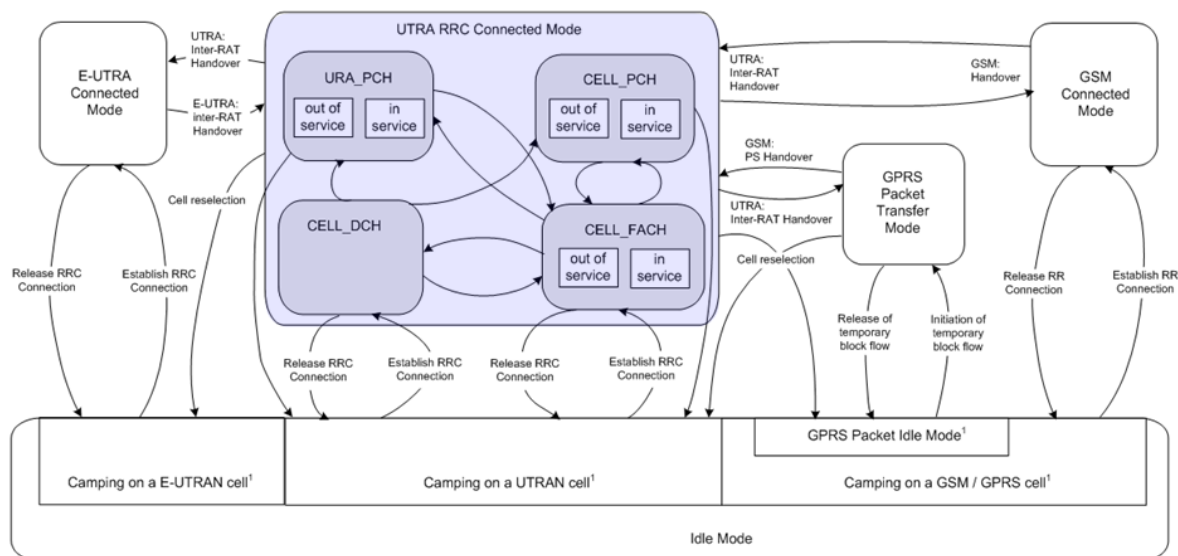 UTRA RRC Connected Mode
E-UTRA
Connected
Mode
UTRA:
Inter-RAT
Handover
E-UTRA:
inter-RAT
Handover
URA_PCH
out of
service
in
service
CELL_PCH
out of
service
in
service
UTRA:
Inter-RAT
Handover
GSM:
Handover
GSM
Connected
Mode
GSM:
PS Handover
GPRS
Packet
Transfer
Mode
UTRA:
Inter-RAT Handover
Cell reselection
CELL_DCH
CELL_FACH
out of
service
in
service
Cell reselection
Release RRC
Connection
Establish RRC
Connection
Release RR
Connection
Establish RR
Connection
Release of
temporary
block flow
Initiation of
temporary
block flow
Release RRC
Connection
Establish RRC
Connection
Release RRC
Connection
Establish RRC
Connection
GPRS Packet Idle Mode1
Camping on a E-UTRAN cell1
Camping on a UTRAN cell1
Camping on a GSM / GPRS cell1
Idle Mode